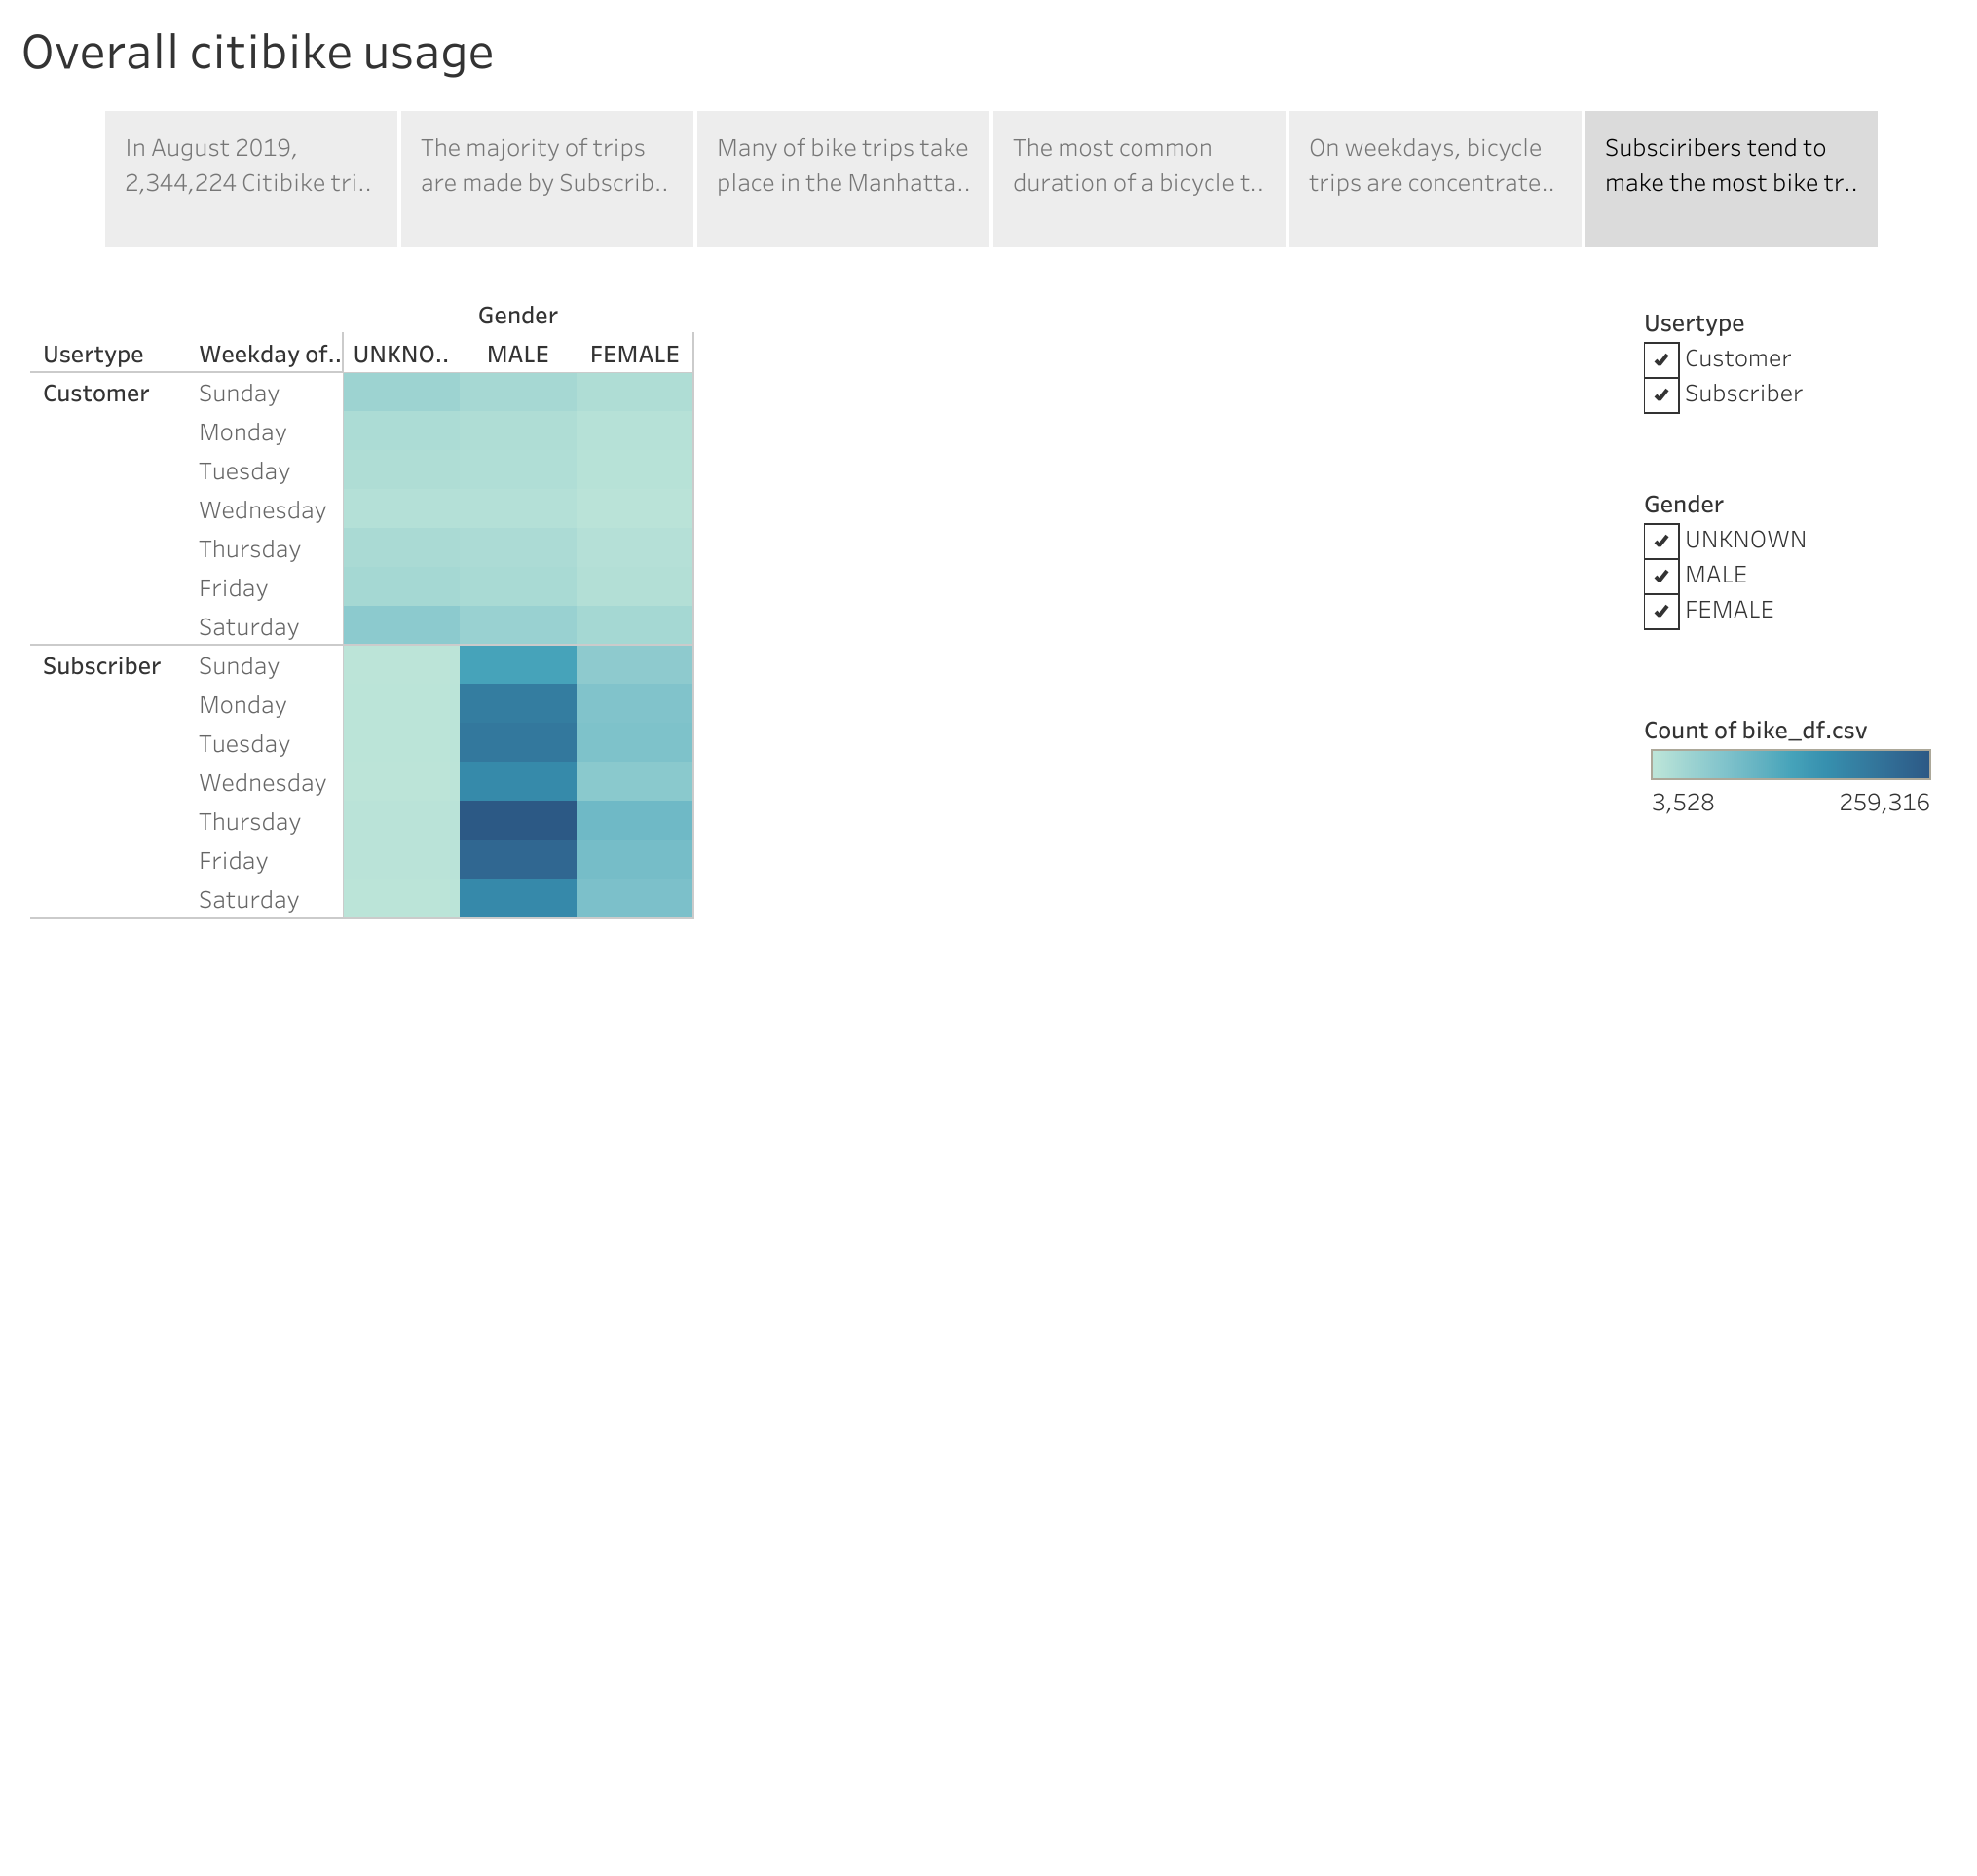 Overall citibike usage
In August 2019,
2,344,224 Citibike tri..
The majority of trips
are made by Subscrib..
Many of bike trips take
place in the Manhatta..
The most common
duration of a bicycle t..
On weekdays, bicycle
trips are concentrate..
Subsciribers tend to
make the most bike tr..
Gender
Usertype Weekday of.. UNKNO.. MALE FEMALE
Customer Sunday
Monday
Tuesday
Wednesday
Thursday
Friday
Saturday
Subscriber Sunday
Monday
Tuesday
Wednesday
Thursday
Friday
Saturday
Usertype
Customer
Subscriber
Gender
UNKNOWN
MALE
FEMALE
Count of bike_df.csv
3,528 259,316